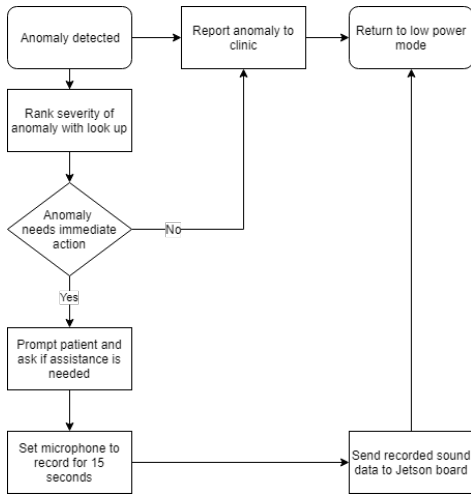 Anomaly detected
Report anomaly to
clinic
Return to low power
mode
Rank severity of
anomaly with look up
Anomaly
needs immediate
action
No
Yes
Prompt patient and
ask if assistance is
needed
Set microphone to
record for 15
seconds
Send recorded sound
data to Jetson board